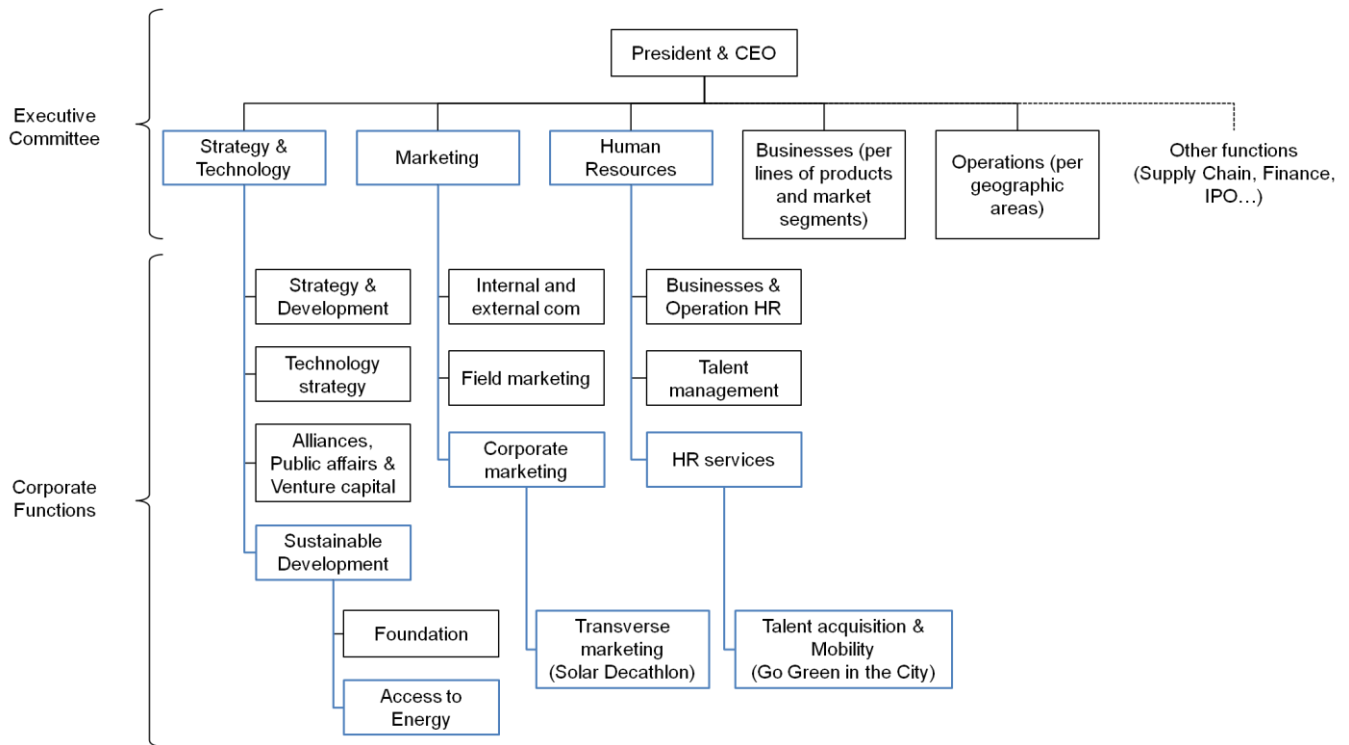 President & CEO
Executive
Committee
Strategy &
Technology
Marketing
Human
Resources
Businesses (per
lines of products
and market
segments)
Operations (per
geographic
areas)
Other functions
(Supply Chain, Finance,
IPO…)
Corporate
Functions
Strategy &
Development
Technology
strategy
Alliances,
Public affairs &
Venture capital
Sustainable
Development
Foundation
Access to
Energy
Internal and
external com
Field marketing
Corporate
marketing
Transverse
marketing
(Solar Decathlon)
Businesses &
Operation HR
Talent
management
HR services
Talent acquisition &
Mobility
(Go Green in the City)